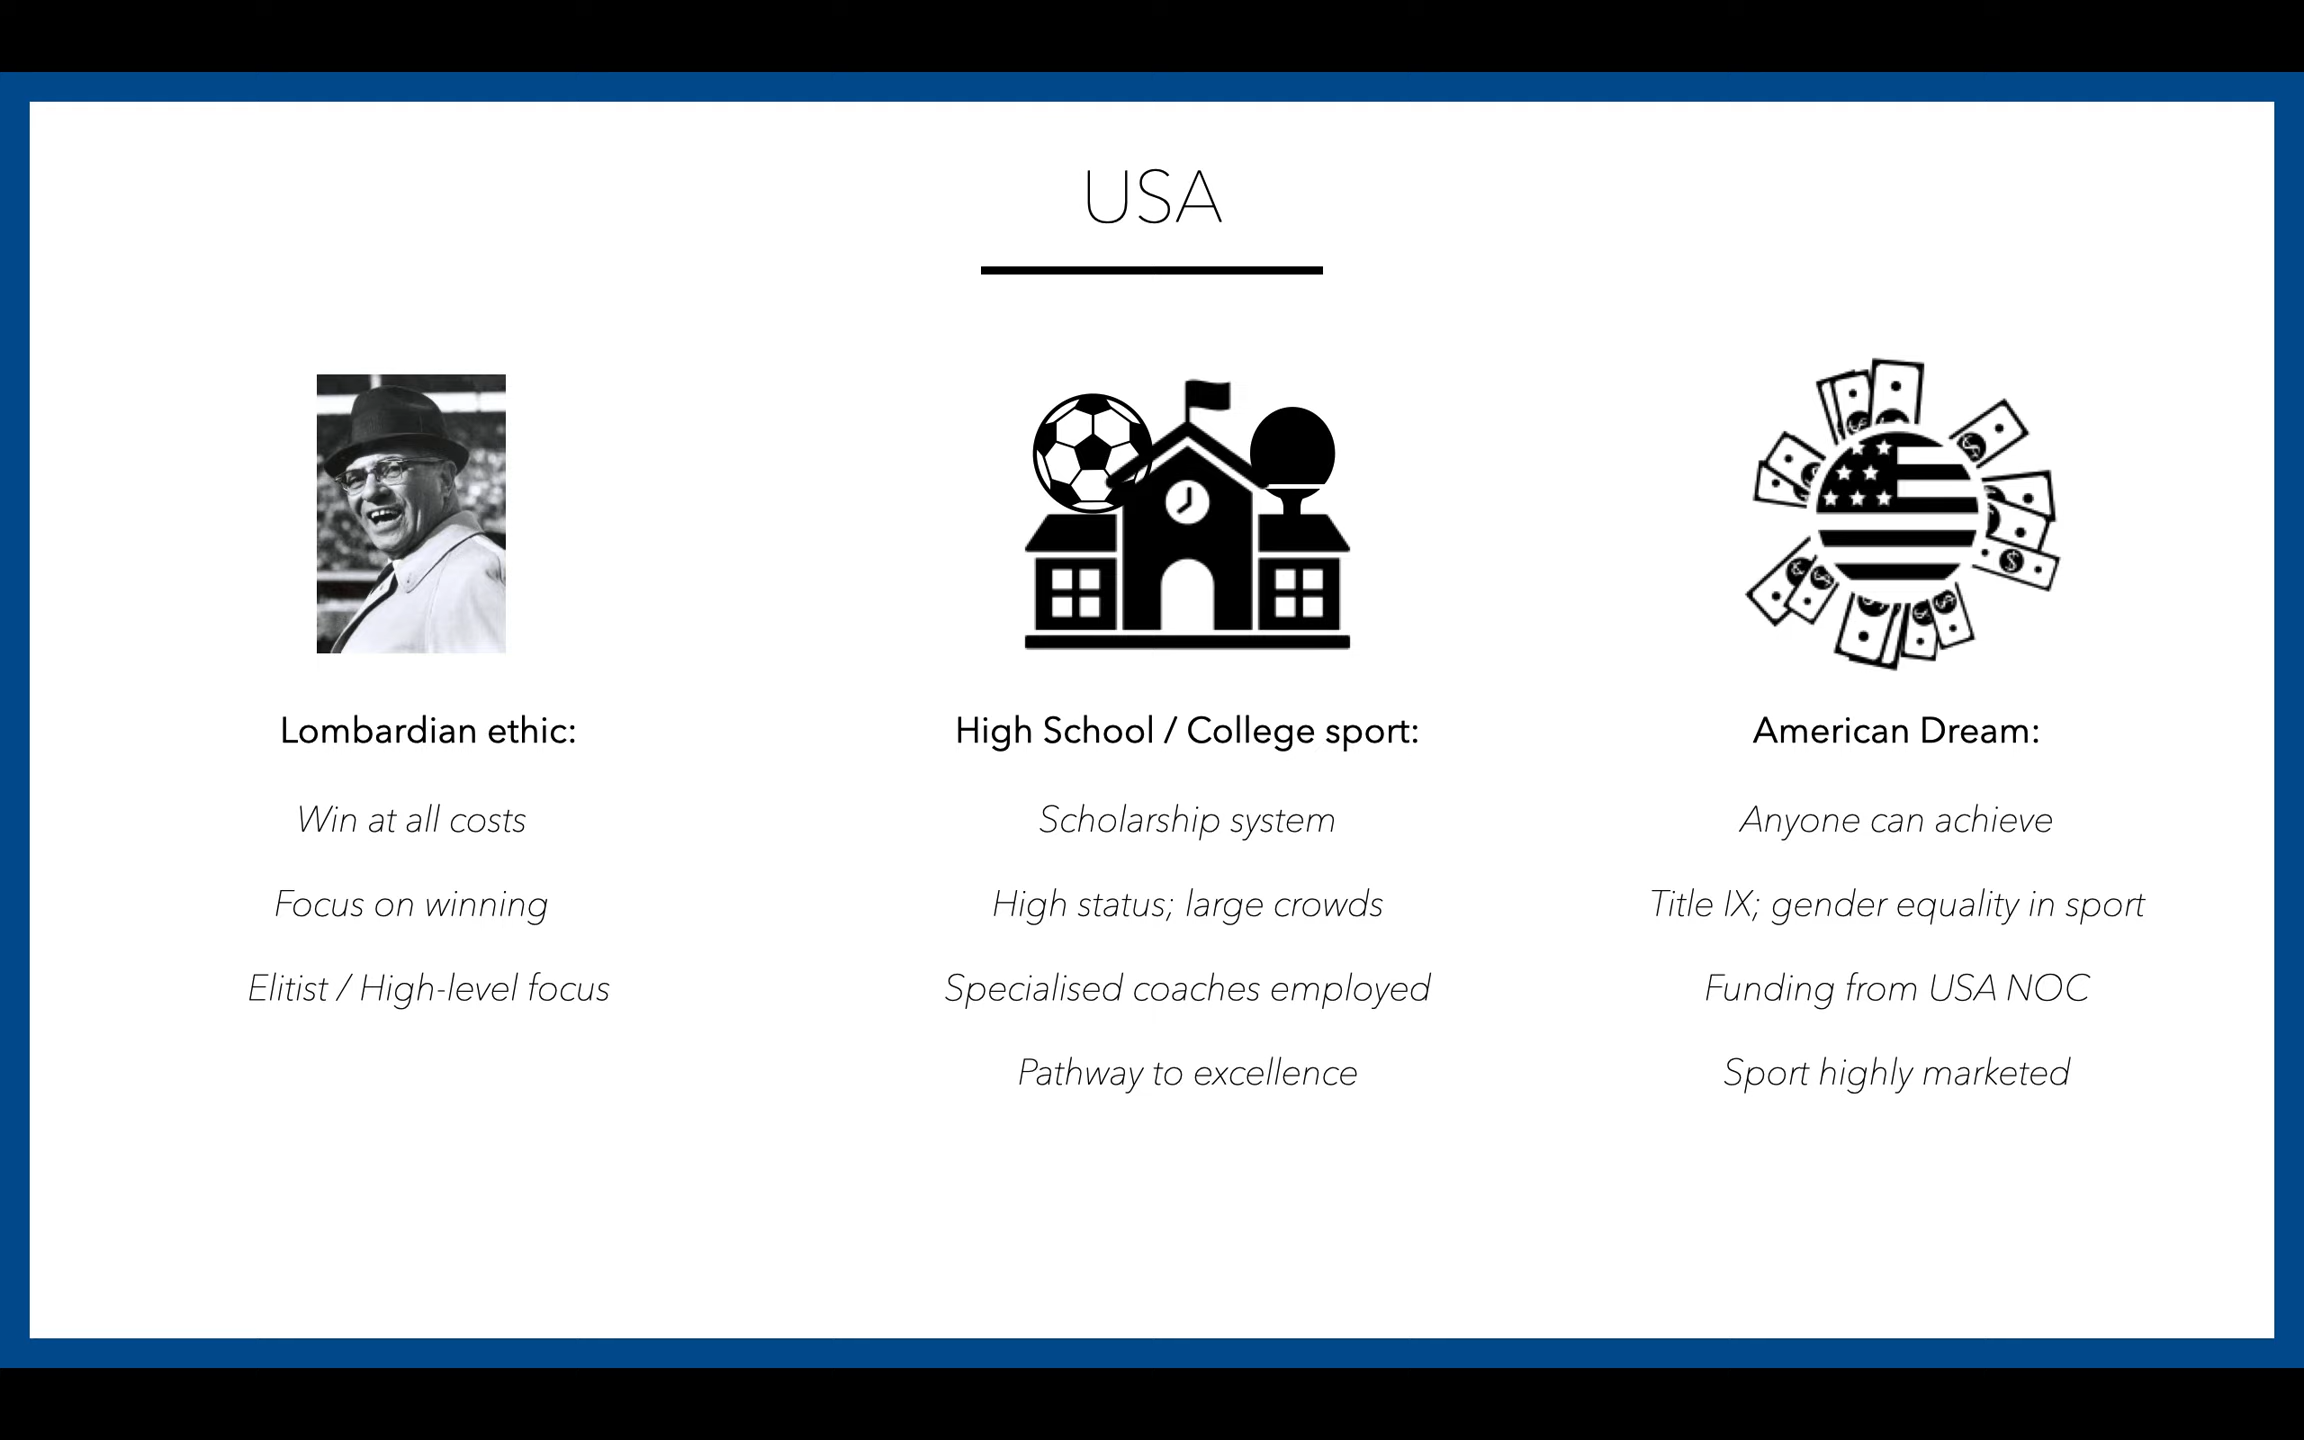 USA
Lombardian ethic:
Win at all costs
Focus on winning
Elitist / High-level focus
High School / College sport:
Scholarship system
High status; large crowds
Specialised coaches employed
Pathway to excellence
American Dream:
Anyone can achieve
Title IX; gender equality in sport
Funding from USA NOC
Sport highly marketed